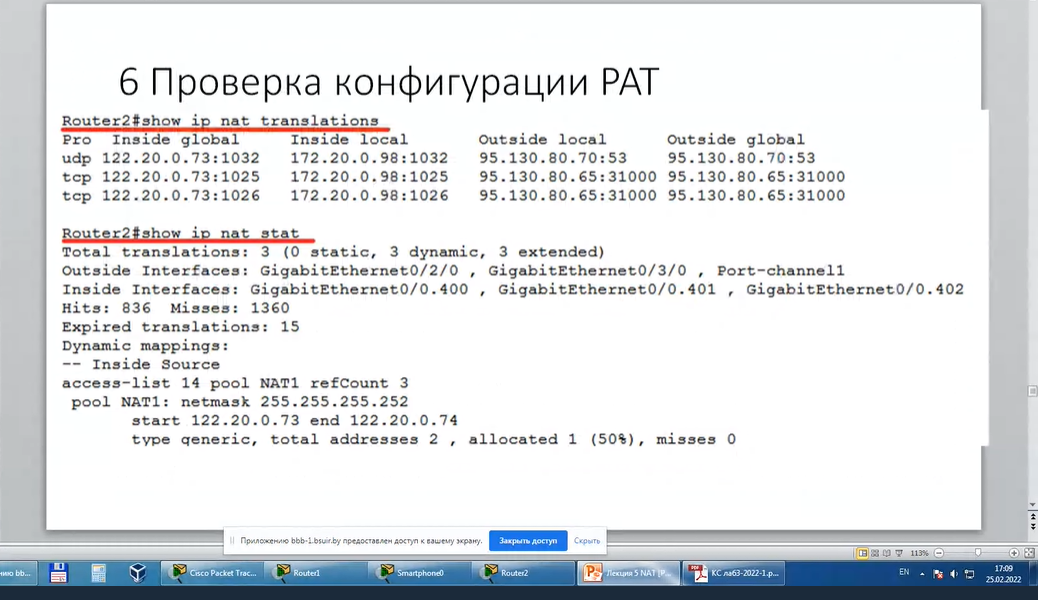 6 Проверка конфигурации PAT
Router2#show ip nat translations
Pro Inside global Inside local Outside local Outside global
udp 122.20.0.73:1032 172.20.0.98:1032 95.130.80.70:53 95.130.80.70:53
tcp 122.20.0.73:1025 172.20.0.98:1025 95.130.80.65:31000 95.130.80.65:31000
tcp 122.20.0.73:1026 172.20.0.98:1026 95.130.80.65:31000 95.130.80.65:31000
Router2#show ip nat stat
Total translations: 3 (0 static, 3 dynamic, 3 extended)
Outside Interfaces: GigabitEthernet0/2/0 , GigabitEthernet0/3/0 , Port-channel1
Inside Interfaces: GigabitEthernet0/0.400 , GigabitEthernet0/0.401 , GigabitEthernet0/0.402
Hits: 836 Misses: 1360
Expired translations: 15
Dynamic mappings:
-- Inside Source
access-list 14 pool NAT1 refCount 3
pool NAT1: netmask 255.255.255.252
start 122.20.0.73 end 122.20.0.74
type generic, total addresses 2 , allocated 1 (50%), misses 0
Приложению bbb-1.bsuir.by предоставлен доступ к вашему экрану. Закрыть доступ Скрыть
113%
нию bb... Cisco Packet Trac... Router1 Smartphone0 Router2 Лекция 5 NAT [Р... PDF КС лаб3-2022-1.p... EN 17:09
25.02.2022